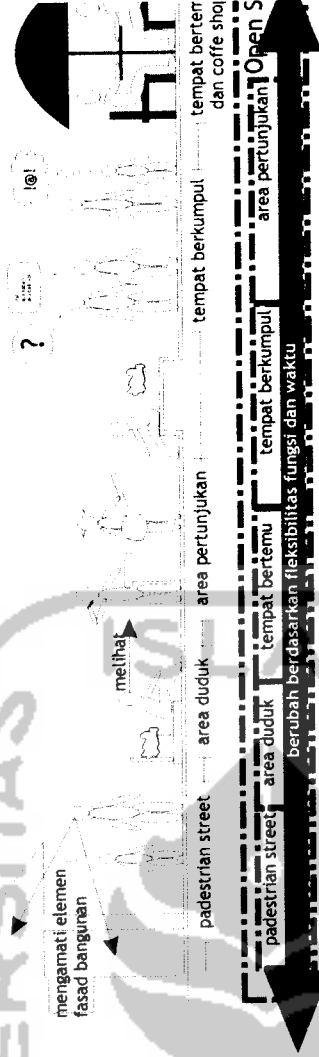 mengamati elemen
fasad bangunan
melihat
?
!@!
padestrian street
area duduk
area pertunjukan
tempat berkumpul
tempat bertem
dan coffe shop
padestrian street
area duduk
tempat bertemu
tempat berkumpul
area pertunjukan
Open S
berubah berdasarkan fleksibilitas fungsi dan waktu